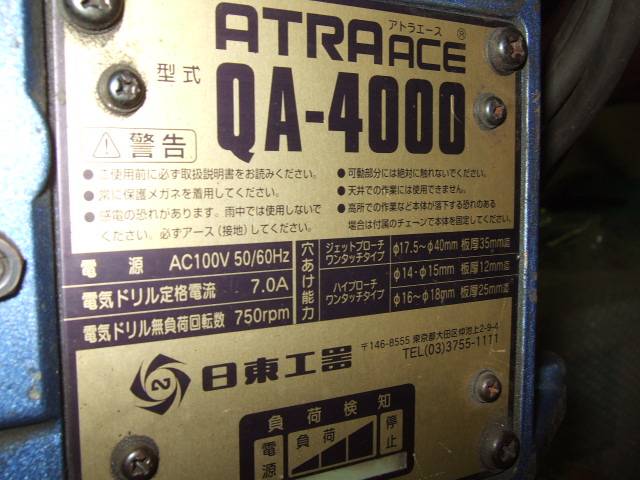 アトラエース
ATRA ACE ®
型式 QA-4000
警告
ご使用前に必ず取扱説明書をお読みください。
常に保護メガネを着用してください。
感電の恐れがあります。雨中では使用しないで
ください。必ずアース（接地）してください。
可動部分には絶対に触れないでください。
天井での作業には使用できません。
高所での作業など本体が落下する恐れのある
場合は付属のチェーンで本体を固定してください。
電源 AC100V 50/60Hz
電気ドリル定格電流 7.0A
電気ドリル無負荷回転数 750rpm
穴あけ能力
ジェットブローチ
ワンタッチタイプ
φ17.5～φ40mm 板厚35mm迄
ハイブローチ
ワンタッチタイプ
φ14・φ15mm 板厚12mm迄
φ16～φ18mm 板厚25mm迄
2 日東工器
〒146-8555 東京都大田区仲池上2-9-4
TEL(03)3755-1111
負荷検知
電源
負荷
停止